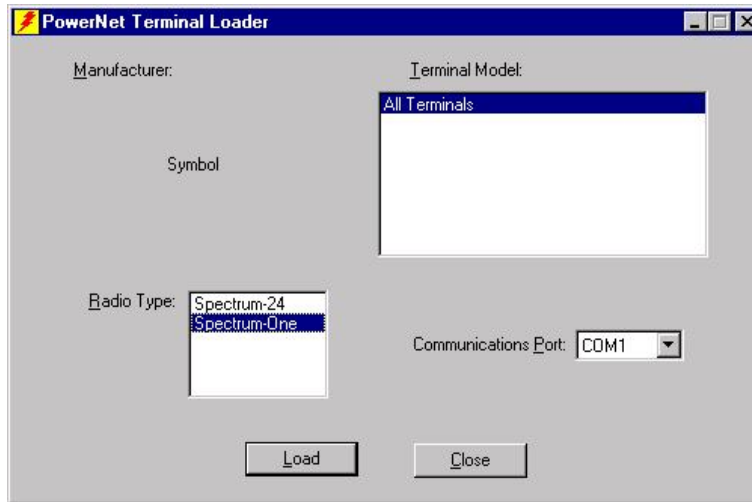 PowerNet Terminal Loader
Manufacturer:
Terminal Model:
All Terminals
Symbol
Radio Type:
Spectrum-24
Spectrum-One
Communications Port:
COM1
Load
Close